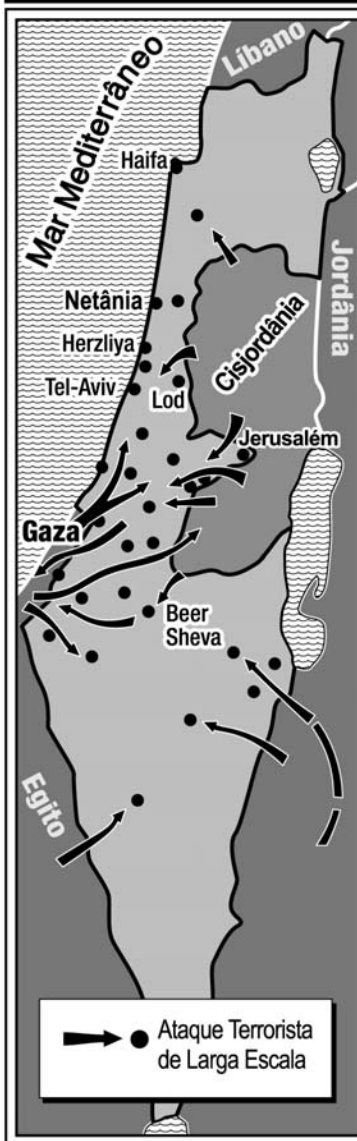 Líbano
Mar Mediterrâneo
Haifa
Jordânia
Netânia
Cisjordânia
Herzliya
Tel-Aviv
Lod
Jerusalém
Gaza
Beer
Sheva
Egito
Ataque Terrorista
de Larga Escala